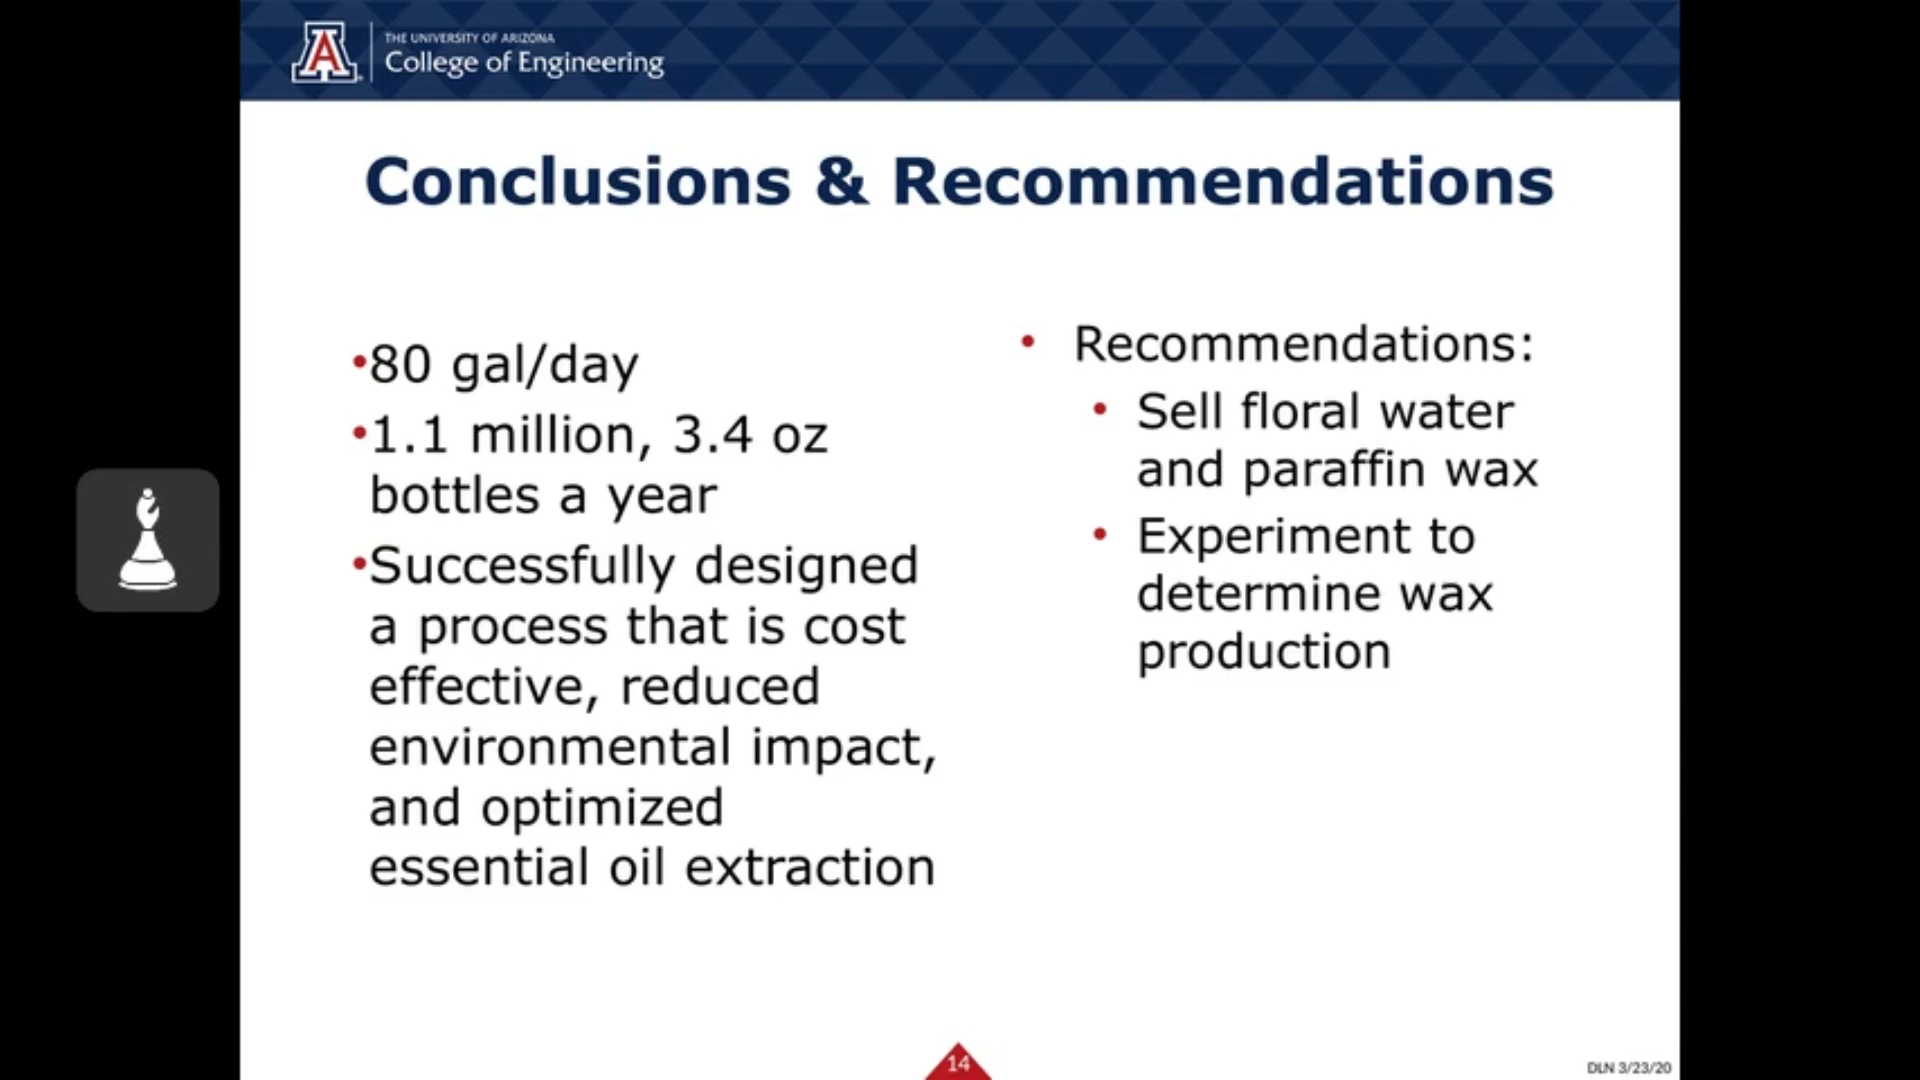 THE UNIVERSITY OF ARIZONA
College of Engineering
Conclusions & Recommendations
•80 gal/day
•1.1 million, 3.4 oz
bottles a year
•Successfully designed
a process that is cost
effective, reduced
environmental impact,
and optimized
essential oil extraction
• Recommendations:
• Sell floral water
and paraffin wax
• Experiment to
determine wax
production
14
DLN 3/23/20